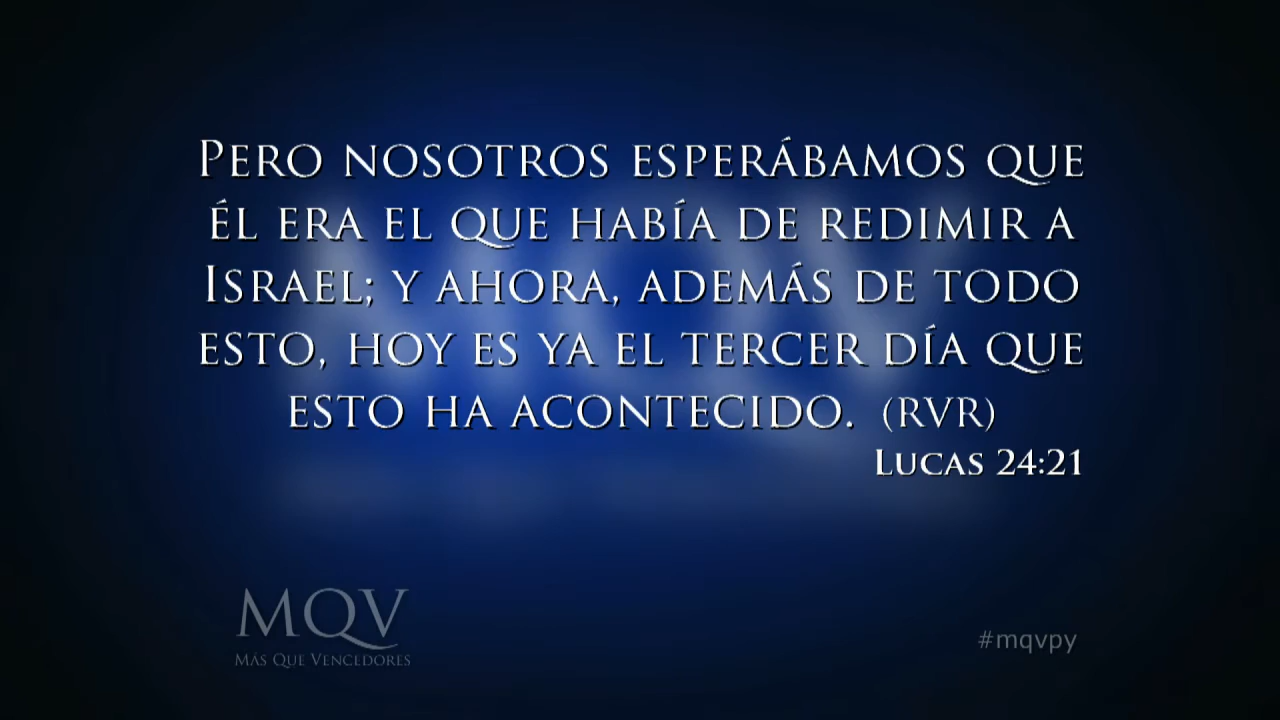 Pero nosotros esperábamos que
él era el que había de redimir a
Israel; y ahora, además de todo
esto, hoy es ya el tercer día que
esto ha acontecido. (RVR)
Lucas 24:21
MQV
Más Que Vencedores
#mqvpy